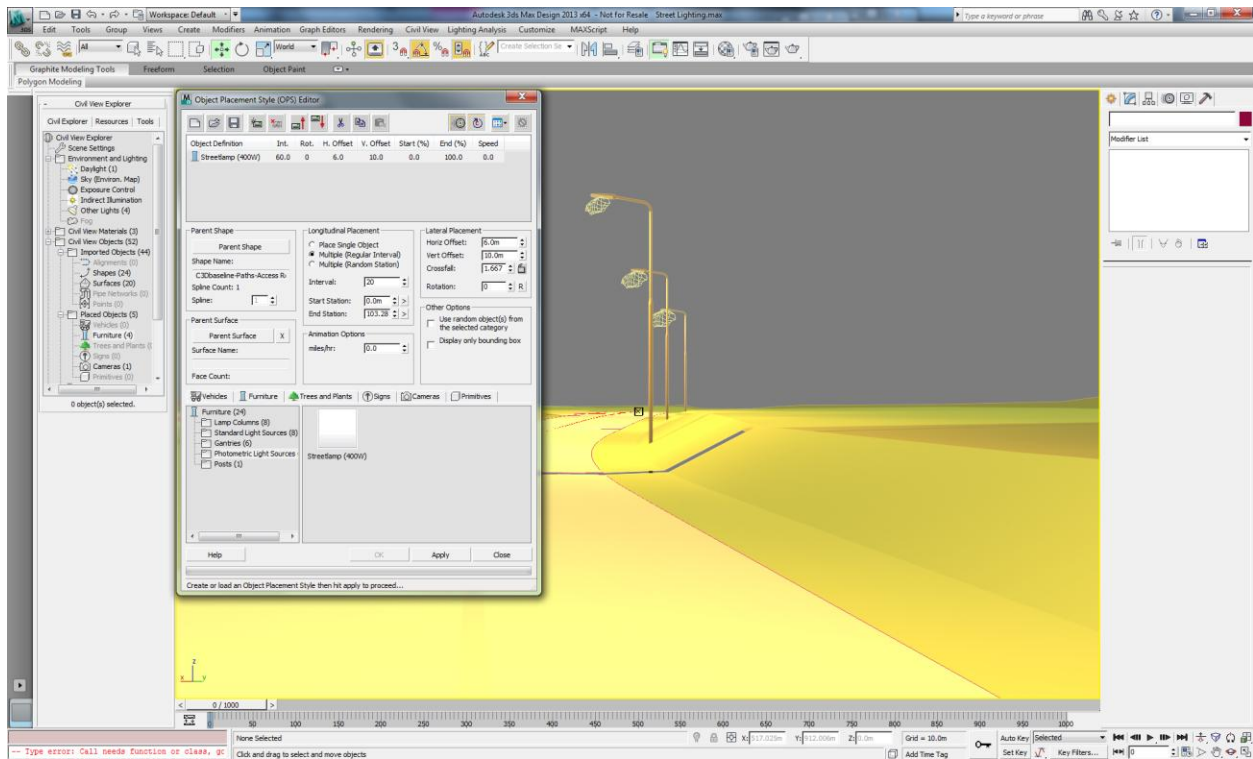 Workspace: Default
Autodesk 3ds Max Design 2013 x64 - Not for Resale Street Lighting.max
Type a keyword or phrase
Edit Tools Group Views Create Modifiers Animation Graph Editors Rendering Civil View Lighting Analysis Customize MAXScript Help
All World Create Selection Se
Graphite Modeling Tools Freeform Selection Object Paint
Polygon Modeling
Civil View Explorer
Civil Explorer Resources Tools
Civil View Explorer
Scene Settings
Environment and Lighting
Daylight (1)
Sky (Environ. Map)
Exposure Control
Indirect Illumination
Other Lights (4)
Fog
Civil View Materials (3)
Civil View Objects (52)
Imported Objects (44)
Alignments (0)
Shapes (24)
Surfaces (20)
Pipe Networks (0)
Points (0)
Placed Objects (5)
Vehicles (0)
Furniture (4)
Trees and Plants (
Signs (0)
Cameras (1)
Primitives (0)
0 object(s) selected.
Object Placement Style (OPS) Editor
Object Definition Int. Rot. H. Offset V. Offset Start (%) End (%) Speed
Streetlamp (400W) 60.0 0 6.0 10.0 0.0 100.0 0.0
Parent Shape
Parent Shape
Shape Name:
C3Dbaseline-Paths-Access R
Spline Count: 1
Spline:
Parent Surface
Parent Surface X
Surface Name:
Face Count:
Longitudinal Placement
Place Single Object
Multiple (Regular Interval)
Multiple (Random Station)
Interval: 20
Start Station: 0.0m >
End Station: 103.28 >
Animation Options
miles/hr: 0.0
Lateral Placement
Horiz Offset: 6.0m
Vert Offset: 10.0m
Crossfall: 1.667
Rotation: 0 R
Other Options
Use random object(s) from
the selected category
Display only bounding box
Vehicles Furniture Trees and Plants Signs Cameras Primitives
Furniture (24)
Lamp Columns (8)
Standard Light Sources (8)
Gantries (6)
Photometric Light Sources
Posts (1)
Streetlamp (400W)
Help OK Apply Close
Create or load an Object Placement Style then hit apply to proceed...
Modifier List
z
x y
0 / 1000
50 100 150 200 250 300 350 400 450 500 550 600 650 700 750 800 850 900 950 1000
None Selected
X: 517.025m Y: 912.006m Z: 0.0m Grid = 10.0m
Auto Key Selected
-- Type error: Call needs function or class, go
Click and drag to select and move objects
Add Time Tag
Set Key Key Filters... 0